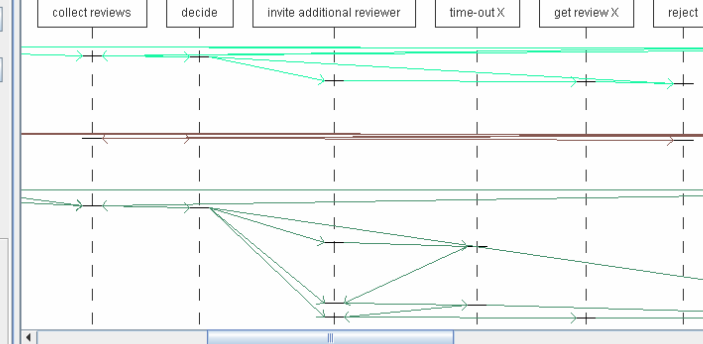 collect reviews
decide
invite additional reviewer
time-out X
get review X
reject